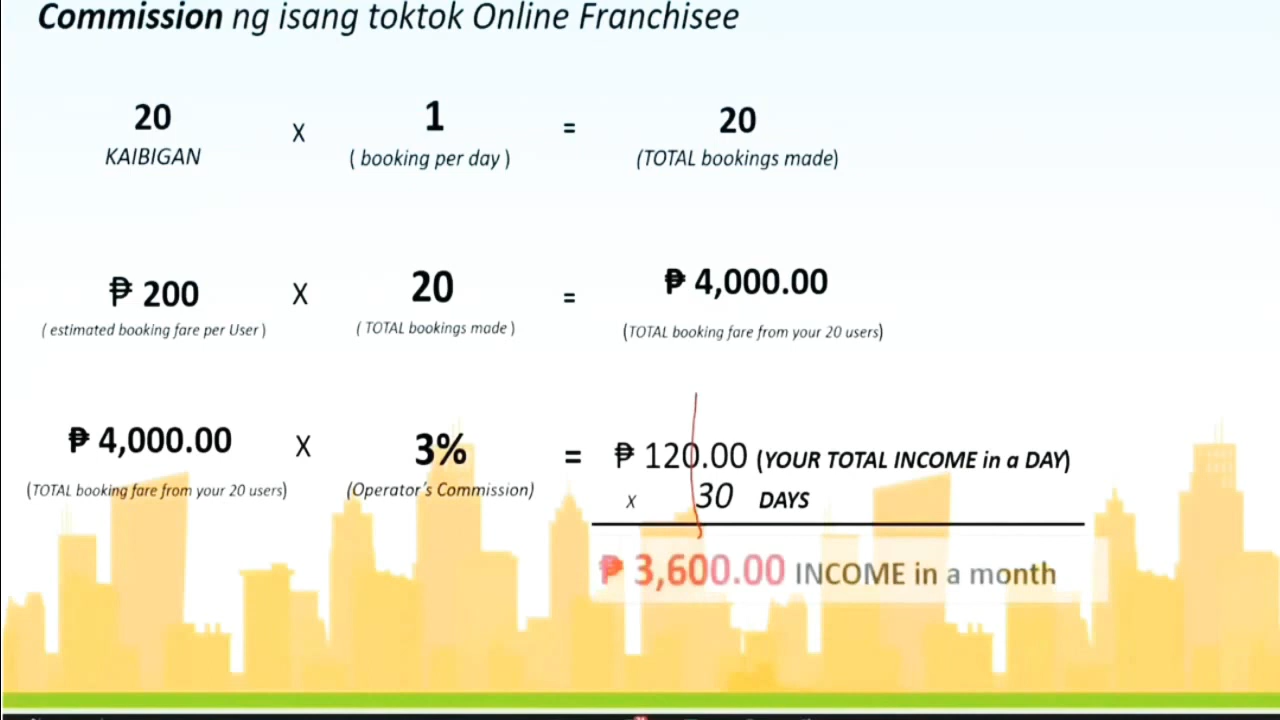 Commission ng isang toktok Online Franchisee
20 X 1 = 20
KAIBIGAN ( booking per day ) (TOTAL bookings made)
₱ 200 X 20 = ₱ 4,000.00
( estimated booking fare per User ) ( TOTAL bookings made ) (TOTAL booking fare from your 20 users)
₱ 4,000.00 X 3% = ₱ 120.00 (YOUR TOTAL INCOME in a DAY)
(TOTAL booking fare from your 20 users) (Operator's Commission) x 30 DAYS
₱ 3,600.00 INCOME in a month